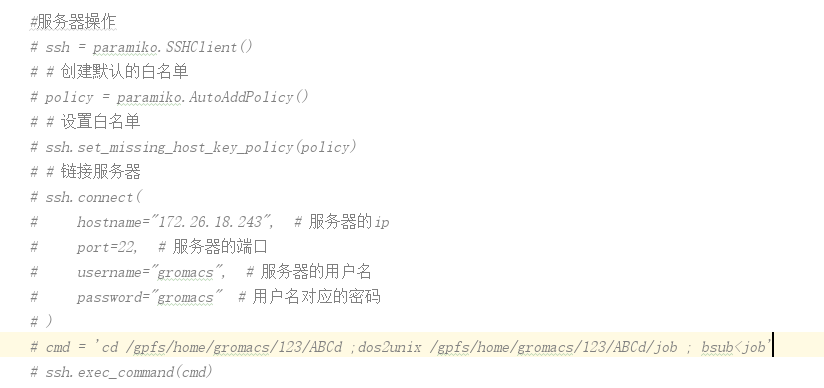 #服务器操作
# ssh = paramiko.SSHClient()
# # 创建默认的白名单
# policy = paramiko.AutoAddPolicy()
# # 设置白名单
# ssh.set_missing_host_key_policy(policy)
# # 链接服务器
# ssh.connect(
#     hostname="172.26.18.243",  # 服务器的ip
#     port=22,  # 服务器的端口
#     username="gromacs",  # 服务器的用户名
#     password="gromacs"  # 用户名对应的密码
# )
# cmd = 'cd /gpfs/home/gromacs/123/ABCd ;dos2unix /gpfs/home/gromacs/123/ABCd/job ; bsub<job'
# ssh.exec_command(cmd)